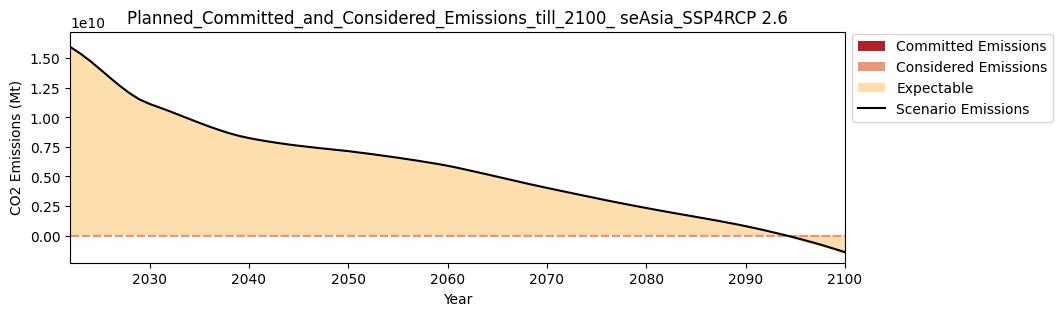 Planned_Committed_and_Considered_Emissions_till_2100_ seAsia_SSP4RCP 2.6
1e10
1.50
1.25
1.00
0.75
0.50
0.25
0.00
CO2 Emissions (Mt)
2030 2040 2050 2060 2070 2080 2090 2100
Year
Committed Emissions
Considered Emissions
Expectable
Scenario Emissions